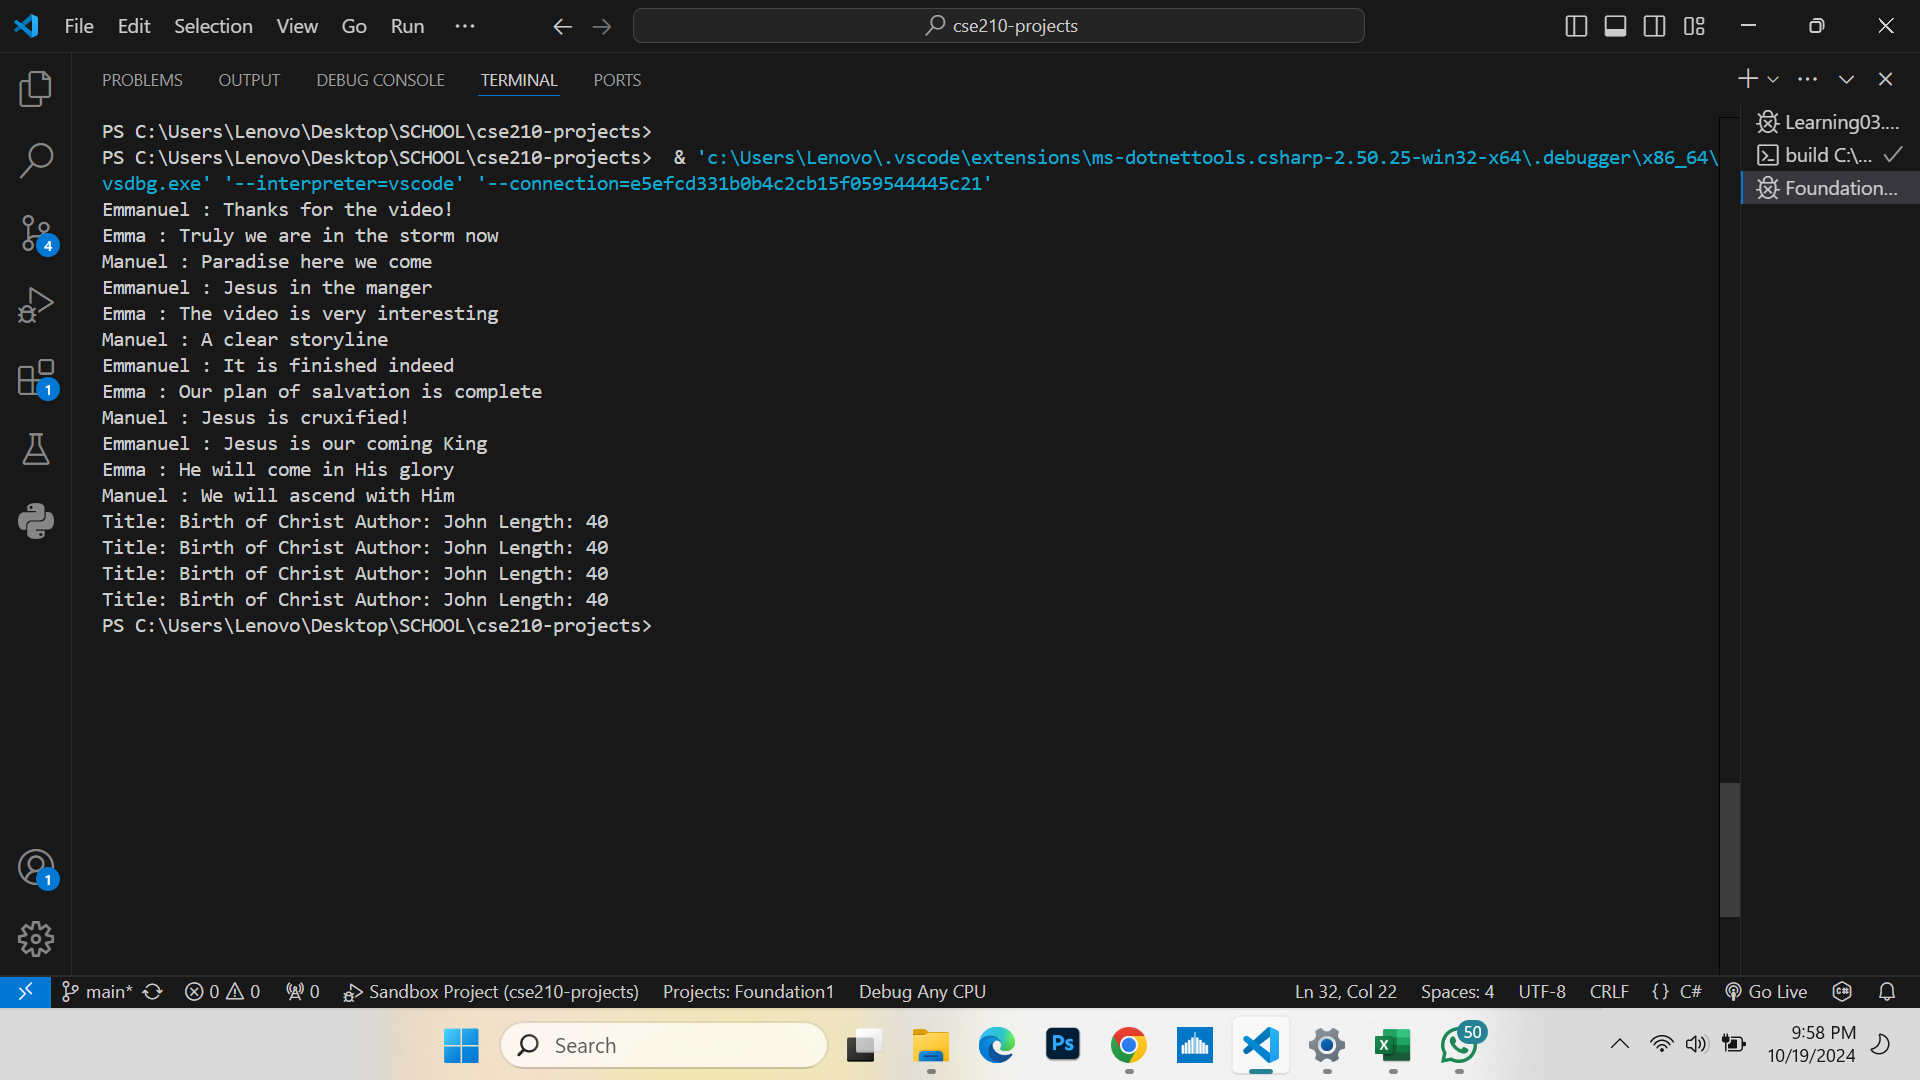 File Edit Selection View Go Run ··· cse210-projects
PROBLEMS OUTPUT DEBUG CONSOLE TERMINAL PORTS
PS C:\Users\Lenovo\Desktop\SCHOOL\cse210-projects>
PS C:\Users\Lenovo\Desktop\SCHOOL\cse210-projects>  & 'c:\Users\Lenovo\.vscode\extensions\ms-dotnettools.csharp-2.50.25-win32-x64\.debugger\x86_64\
vsdbg.exe' '--interpreter=vscode' '--connection=e5efcd331b0b4c2cb15f059544445c21'
Emmanuel : Thanks for the video!
Emma : Truly we are in the storm now
Manuel : Paradise here we come
Emmanuel : Jesus in the manger
Emma : The video is very interesting
Manuel : A clear storyline
Emmanuel : It is finished indeed
Emma : Our plan of salvation is complete
Manuel : Jesus is cruxified!
Emmanuel : Jesus is our coming King
Emma : He will come in His glory
Manuel : We will ascend with Him
Title: Birth of Christ Author: John Length: 40
Title: Birth of Christ Author: John Length: 40
Title: Birth of Christ Author: John Length: 40
Title: Birth of Christ Author: John Length: 40
PS C:\Users\Lenovo\Desktop\SCHOOL\cse210-projects>
Learning03....
build C:\...
Foundation...
4
1
1
main* 0 0 0 Sandbox Project (cse210-projects) Projects: Foundation1 Debug Any CPU Ln 32, Col 22 Spaces: 4 UTF-8 CRLF {} C# Go Live
Search Ps 50 9:58 PM
10/19/2024